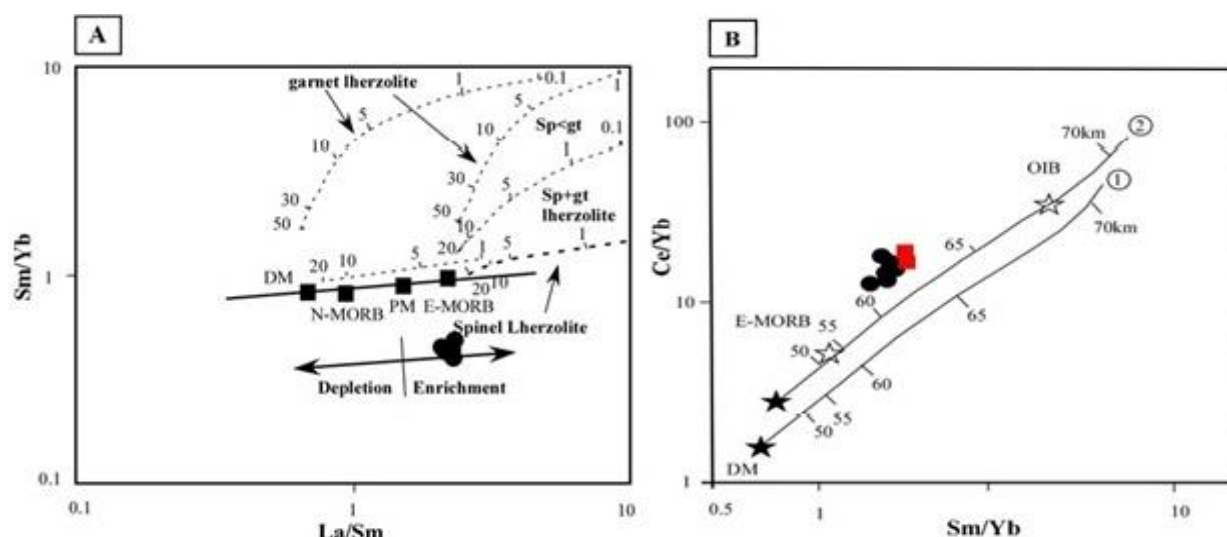 A
B
10
1
0.1
Sm/Yb
0.1
1
10
La/Sm
garnet lherzolite
1
0.1
5
10
30
50
1
5
10
30
50
Sp<gt
0.1
1
5
10
20
Sp+gt
lherzolite
1
5
10
20
1
5
10
20
DM
N-MORB
PM
E-MORB
Spinel Lherzolite
Depletion
Enrichment
100
10
1
Ce/Yb
0.5
1
10
Sm/Yb
70km
2
OIB
1
70km
65
65
60
E-MORB
55
50
60
55
50
DM